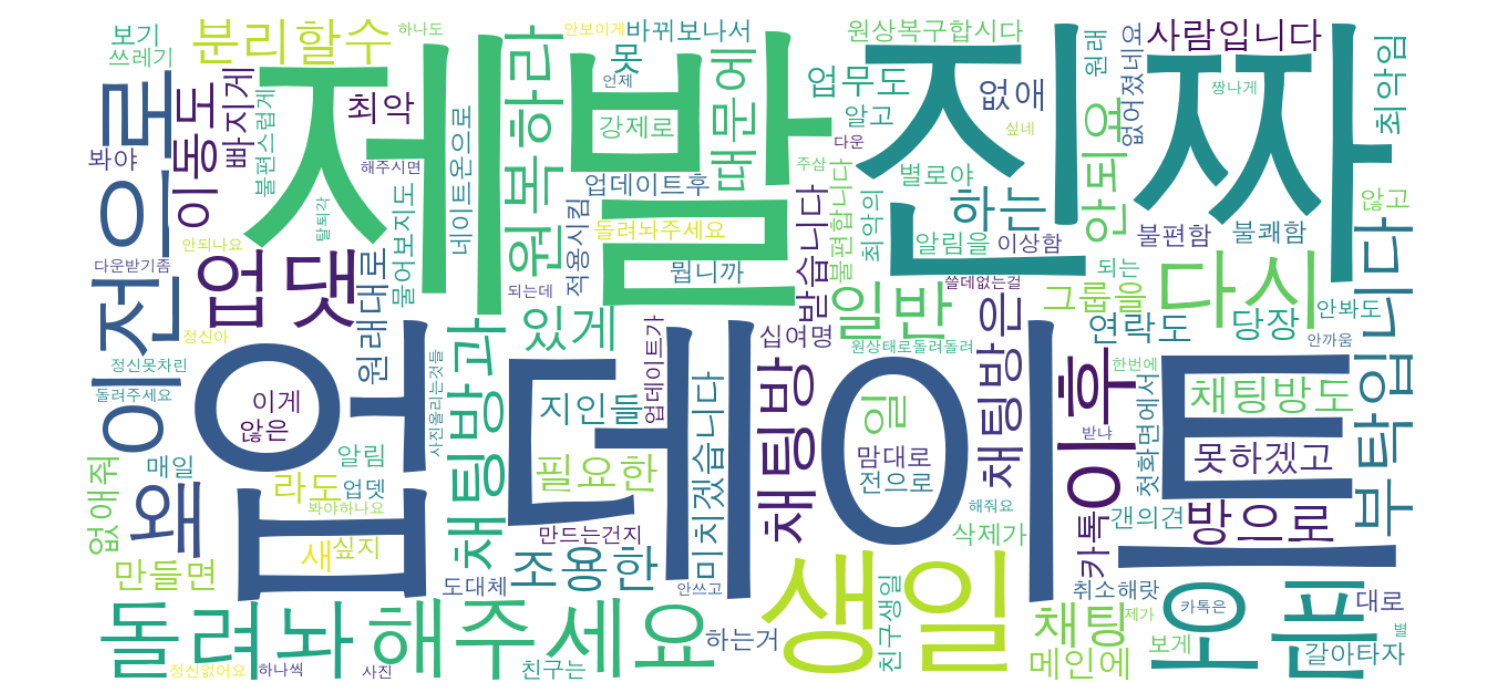 제발
진짜
업데이트
생일
이전으로
돌려놔
해주세요
오픈
다시
업댓
왜
이후
부탁입니다
이동도
원복하라
때문에
하는
안되요
일반
있게
채팅방과
채팅방
채팅방은
채팅방도
방으로
채팅
조용한
분리할수
사람입니다
보기
쓰레기
하나도
안보이게
바뀌보나서
못
언제
원상복구합시다
원래
없어졌네요
짱나게
최악임
빠지게
불편스럽게
최악
네이트온으로
강제로
업무도
알고
없애
싶네
다운
주삼
봐야
해주시면
업데이트후
별로야
않고
불편합니다
최악의
받습니다
돌려놔주세요
탈퇴각
안되나요
물어보지도
적용시킴
알림을
이상함
불편함
불쾌함
다운받기좀
원래대로
되는데
뭡니까
쓸데없는걸
되는
그룹을
안봐도
당장
연락도
십여명
안까움
정신아
정신못차린
돌려주세요
원상태로돌려돌려
한번에
업데이트가
사진올리는것들
이게
않은
지인들
미치겠습니다
일
맘대로
전으로
받냐
첫화면에서
못하겠고
없애줘
매일
알림
라도
업뎃
봐야하나요
필요한
해줘요
갠의견
카톡
만들면
새
싶지
만드는건지
삭제가
도대체
안쓰고
친구생일
취소해랏
카톡은
대로
하는거
제가
보게
메인에
별
갈아타자
정신없어요
하나씩
사진
친구는